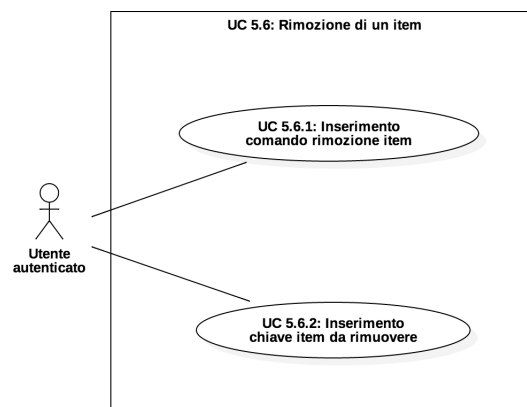 UC 5.6: Rimozione di un item
UC 5.6.1: Inserimento
comando rimozione item
Utente
autenticato
UC 5.6.2: Inserimento
chiave item da rimuovere